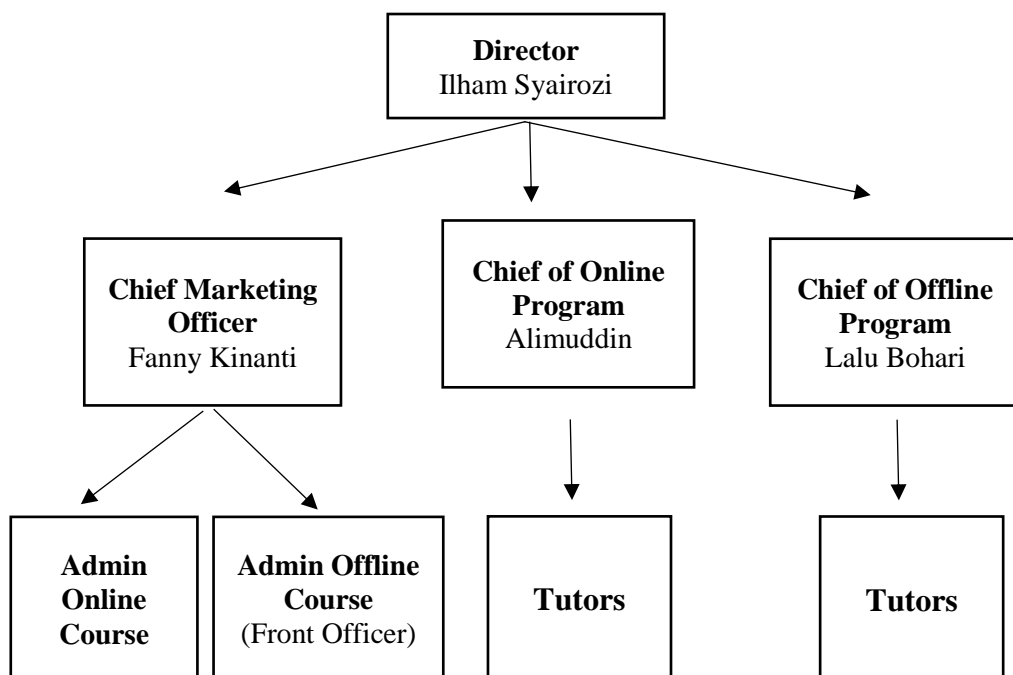 Director
Ilham Syairozi
Chief Marketing
Officer
Fanny Kinanti
Chief of Online
Program
Alimuddin
Chief of Offline
Program
Lalu Bohari
Admin
Online
Course
Admin Offline
Course
(Front Officer)
Tutors
Tutors